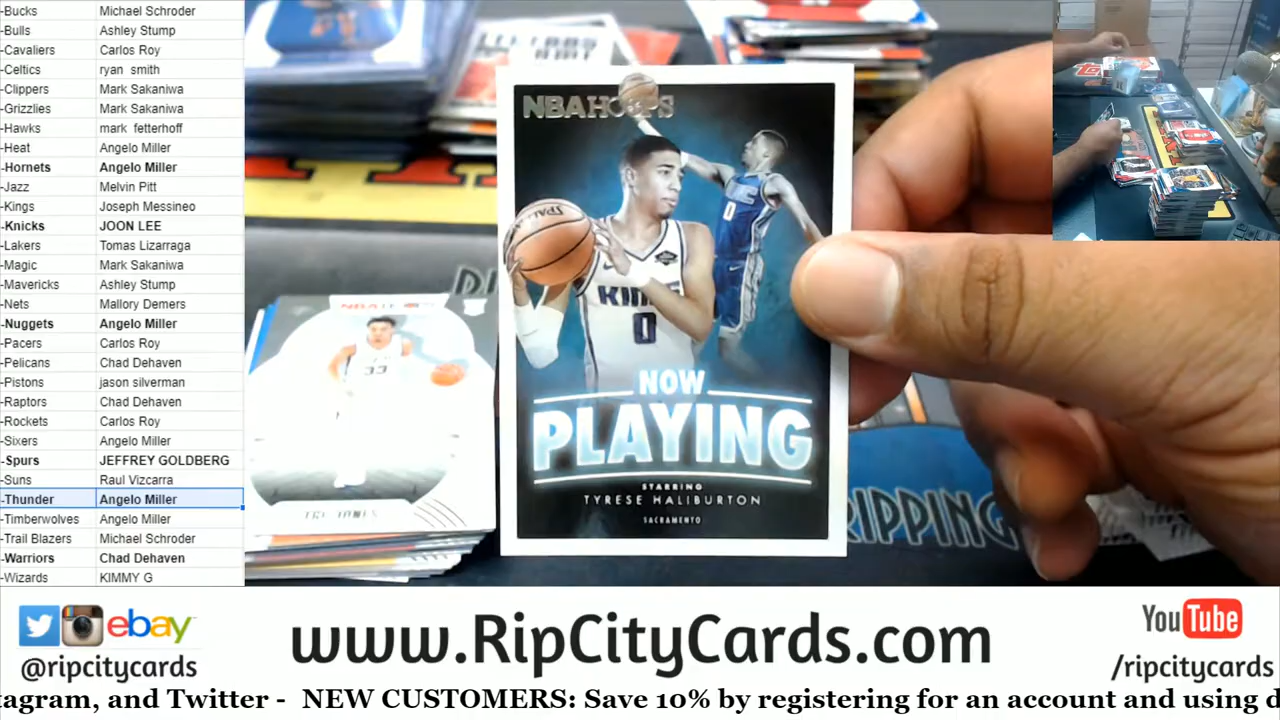 -Bucks Michael Schroder
-Bulls Ashley Stump
-Cavaliers Carlos Roy
-Celtics ryan smith
-Clippers Mark Sakaniwa
-Grizzlies Mark Sakaniwa
-Hawks mark fetterhoff
-Heat Angelo Miller
-Hornets Angelo Miller
-Jazz Melvin Pitt
-Kings Joseph Messineo
-Knicks JOON LEE
-Lakers Tomas Lizarraga
-Magic Mark Sakaniwa
-Mavericks Ashley Stump
-Nets Mallory Demers
-Nuggets Angelo Miller
-Pacers Carlos Roy
-Pelicans Chad Dehaven
-Pistons jason silverman
-Raptors Chad Dehaven
-Rockets Carlos Roy
-Sixers Angelo Miller
-Spurs JEFFREY GOLDBERG
-Suns Raul Vizcarra
-Thunder Angelo Miller
-Timberwolves Angelo Miller
-Trail Blazers Michael Schroder
-Warriors Chad Dehaven
-Wizards KIMMY G
NBA HOOPS
SPALDING
0
KINGS
0
NOW
PLAYING
STARRING
TYRESE HALIBURTON
SACRAMENTO
33
TRE JONES
RIPPING
ebay
@ripcitycards
www.RipCityCards.com
YouTube
/ripcitycards
tagram, and Twitter - NEW CUSTOMERS: Save 10% by registering for an account and using d